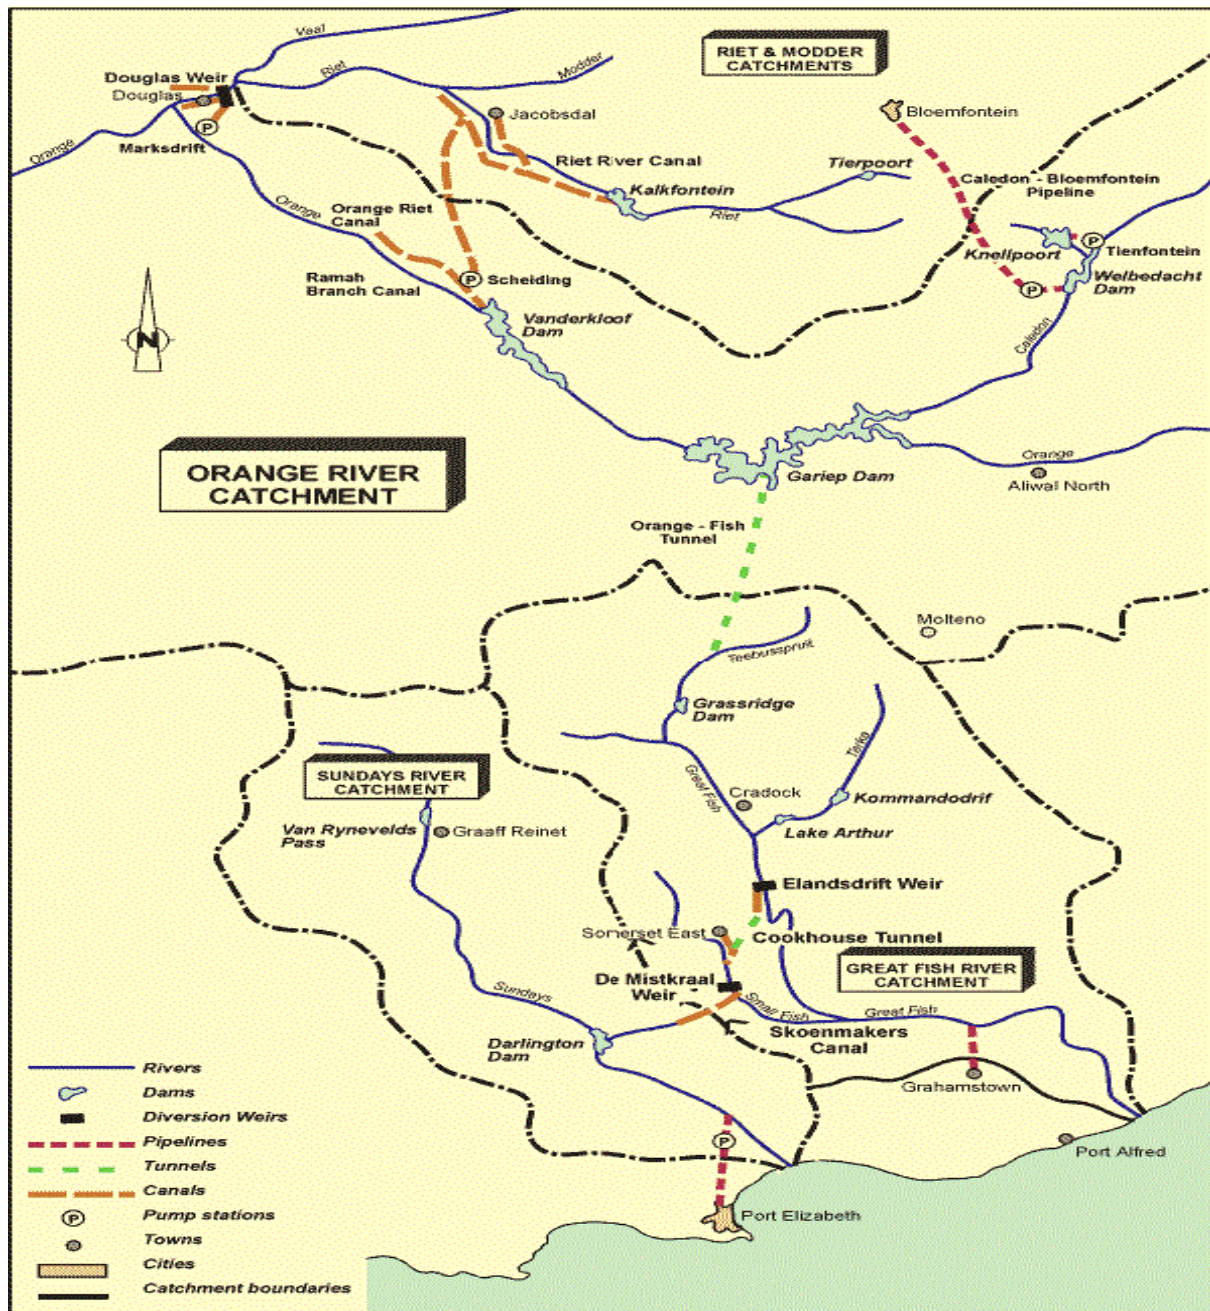 Vaal
RIET & MODDER
CATCHMENTS
Douglas Weir
Riet
Modder
Douglas
P
Jacobsdal
Bloemfontein
Marksdrift
Orange
Riet River Canal
Tierpoort
Caledon - Bloemfontein
Pipeline
Kalkfontein
Riet
Orange
Orange Riet
Canal
P
Knellpoort
Tienfontein
Ramah
Branch Canal
P
Scheiding
P
Welbedacht
Dam
Vanderkloof
Dam
N
Caledon
ORANGE RIVER
CATCHMENT
Orange
Gariep Dam
Aliwal North
Orange - Fish
Tunnel
Molteno
Teebusspruit
Grassridge
Dam
Tarka
SUNDAYS RIVER
CATCHMENT
Great Fish
Cradock
Kommandodrif
Van Rynevelds
Pass
Graaff Reinet
Lake Arthur
Elandsdrift Weir
Somerset East
Cookhouse Tunnel
De Mistkraal
Weir
GREAT FISH RIVER
CATCHMENT
Sundays
Small Fish
Great Fish
Skoenmakers
Canal
Darlington
Dam
Grahamstown
Rivers
Dams
Diversion Weirs
Pipelines
P
Port Alfred
Tunnels
Canals
P
Pump stations
Port Elizabeth
Towns
Cities
Catchment boundaries